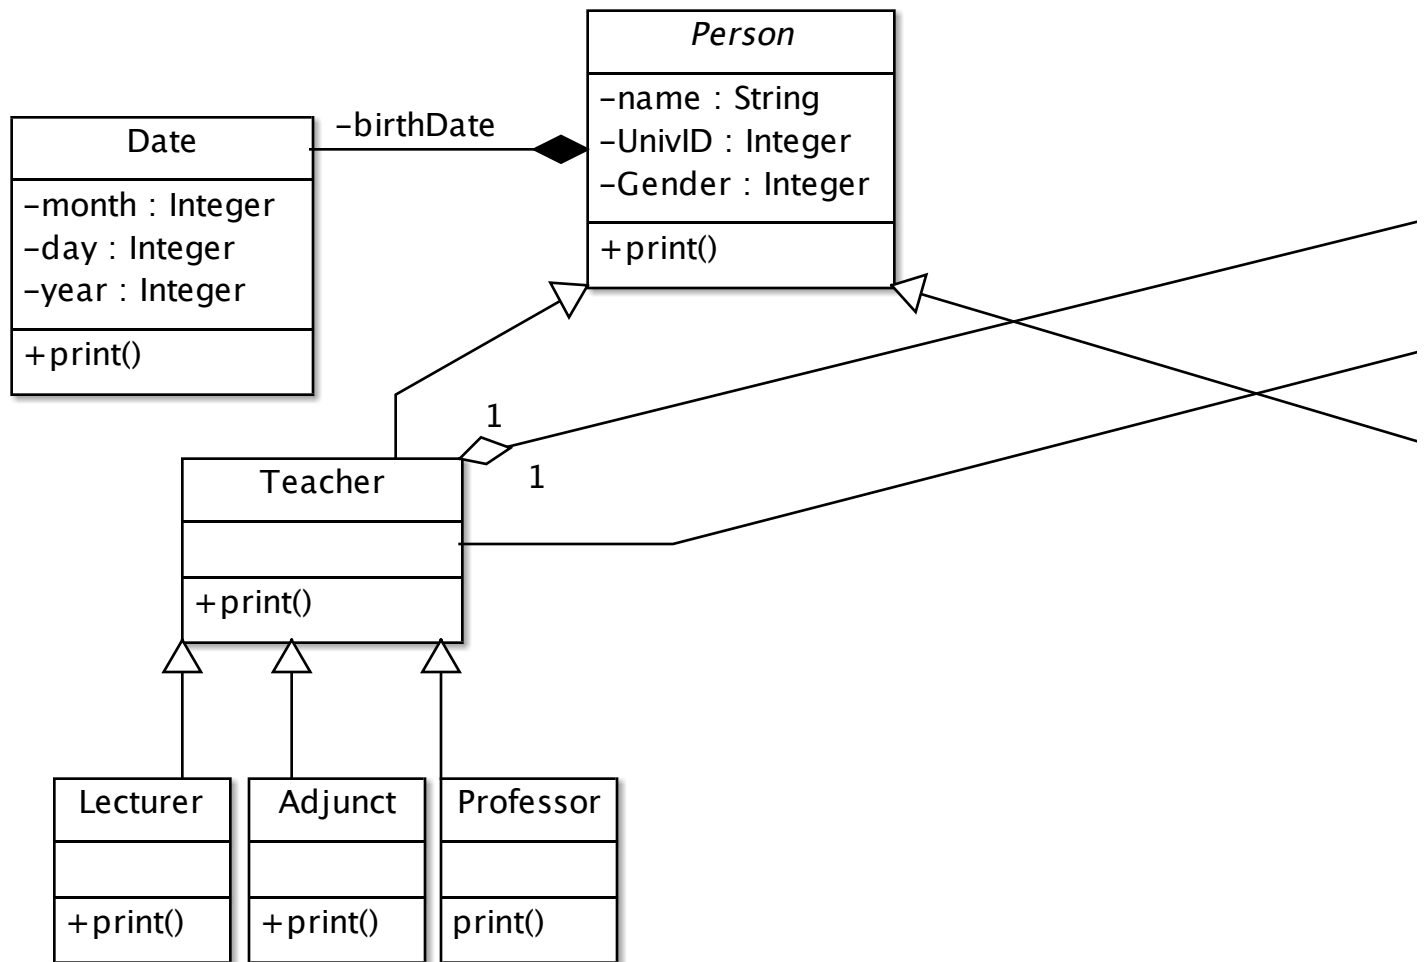 Person
-name : String
-UnivID : Integer
-Gender : Integer
+print()
-birthDate
Date
-month : Integer
-day : Integer
-year : Integer
+print()
1
1
Teacher
+print()
Lecturer
+print()
Adjunct
+print()
Professor
print()